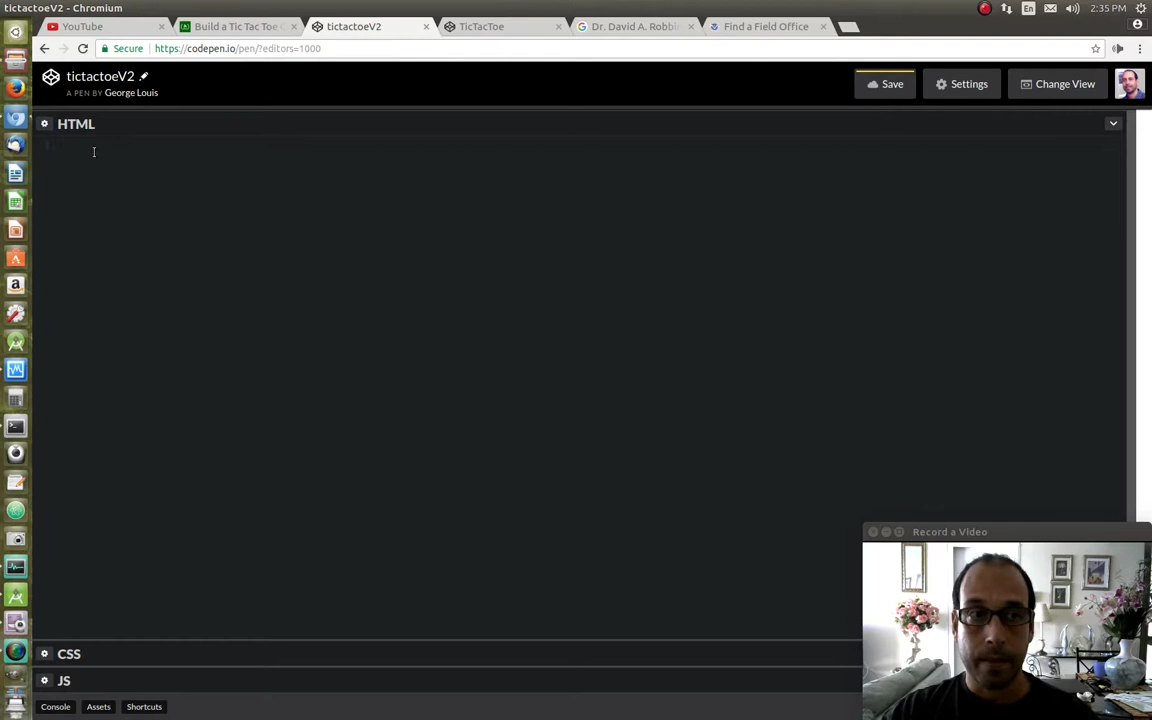 tictactoeV2 - Chromium
En
2:35 PM
YouTube
Build a Tic Tac Toe
tictactoeV2
TicTacToe
Dr. David A. Robbi
Find a Field Office
Secure
https://codepen.io/pen/?editors=1000
tictactoeV2
A PEN BY George Louis
Save
Settings
Change View
HTML
Record a Video
CSS
JS
Console
Assets
Shortcuts